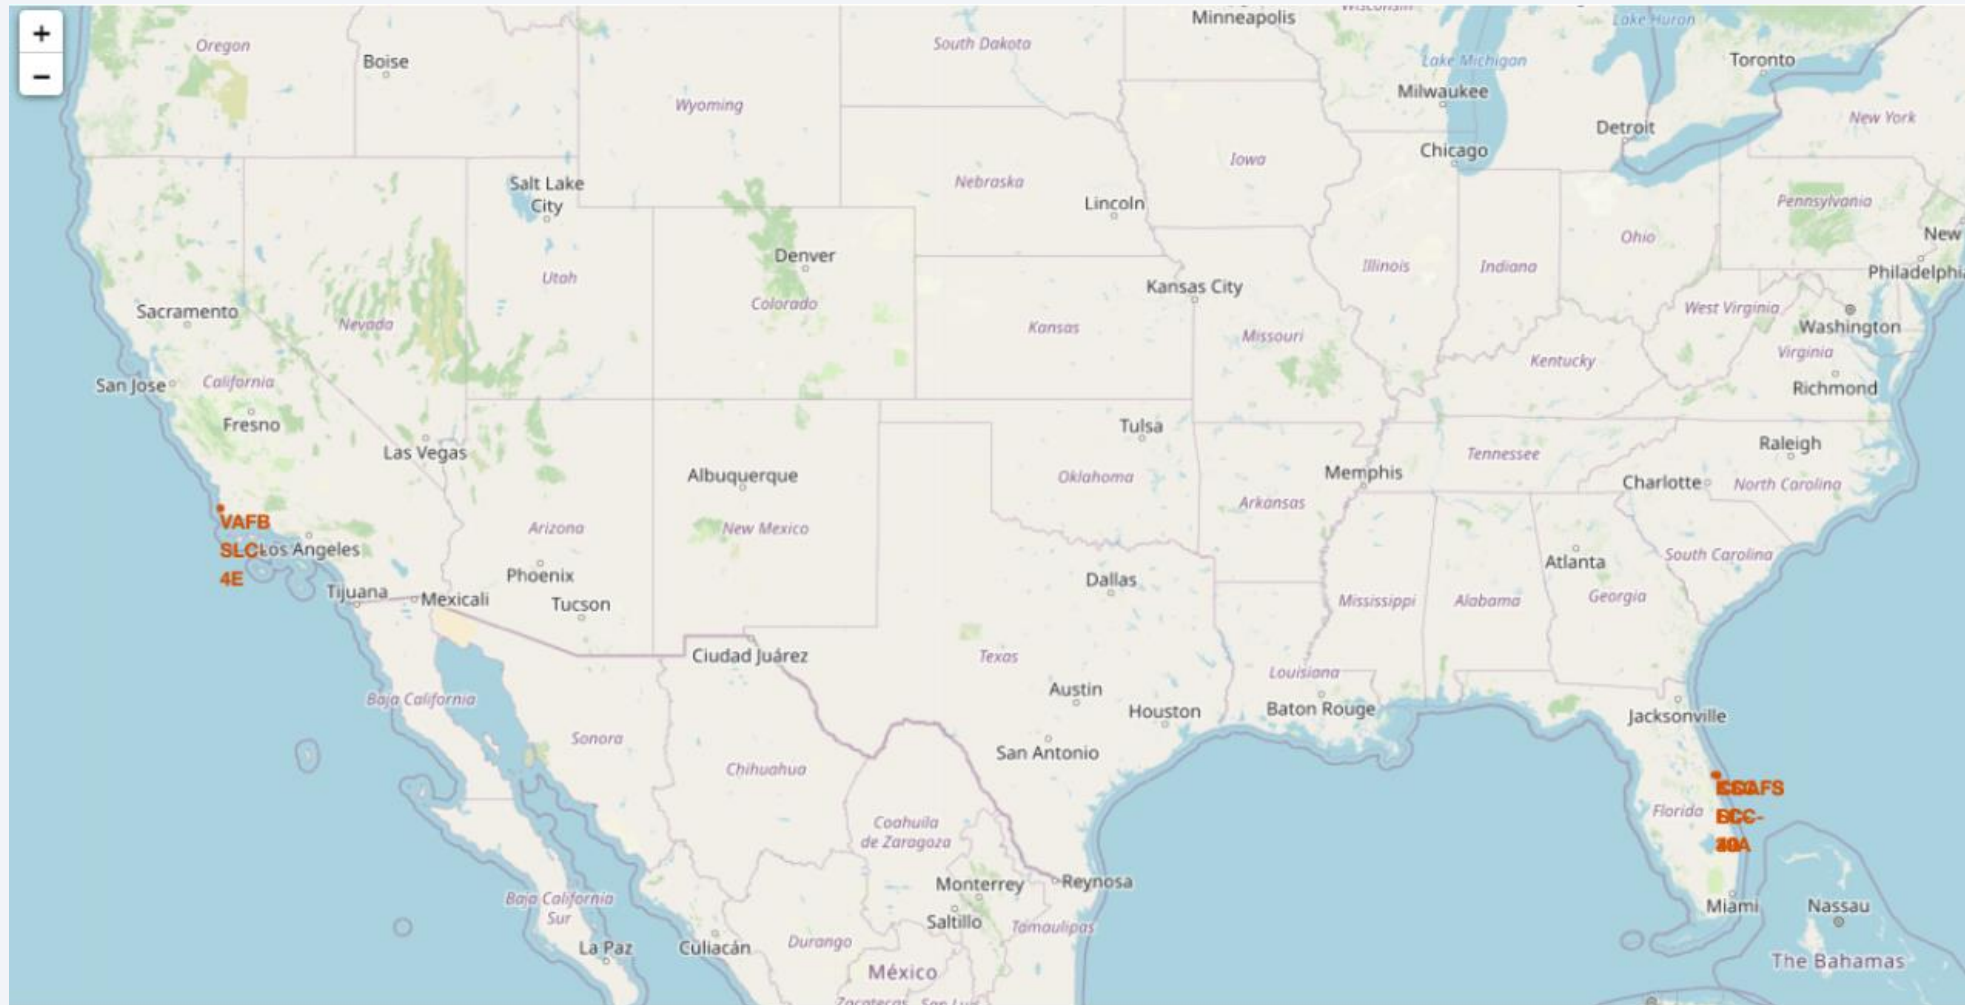 +
−
Minneapolis
Wisconsin
Lake Huron
Oregon
South Dakota
Boise
Lake Michigan
Toronto
Milwaukee
Wyoming
New York
Detroit
Chicago
Iowa
Salt Lake
City
Nebraska
Lincoln
Pennsylvania
New
Ohio
Denver
Utah
Illinois
Indiana
Philadelphia
Kansas City
Colorado
Sacramento
Nevada
Kansas
Missouri
West Virginia
Washington
Virginia
Kentucky
San Jose
California
Richmond
Fresno
Tulsa
Las Vegas
Raleigh
Tennessee
Albuquerque
Oklahoma
Memphis
Charlotte
North Carolina
Arkansas
VAFB
SLC-
4E
Los Angeles
Arizona
New Mexico
South Carolina
Atlanta
Phoenix
Dallas
Tijuana
Mexicali
Tucson
Mississippi
Alabama
Georgia
Ciudad Juárez
Texas
Louisiana
Baja California
Austin
Houston
Baton Rouge
Jacksonville
Sonora
San Antonio
Chihuahua
Florida
Coahuila
de Zaragoza
Monterrey
Reynosa
Baja California
Sur
Saltillo
Tamaulipas
Miami
Nassau
La Paz
Culiacán
Durango
México
The Bahamas
Zacatecas
San Luis